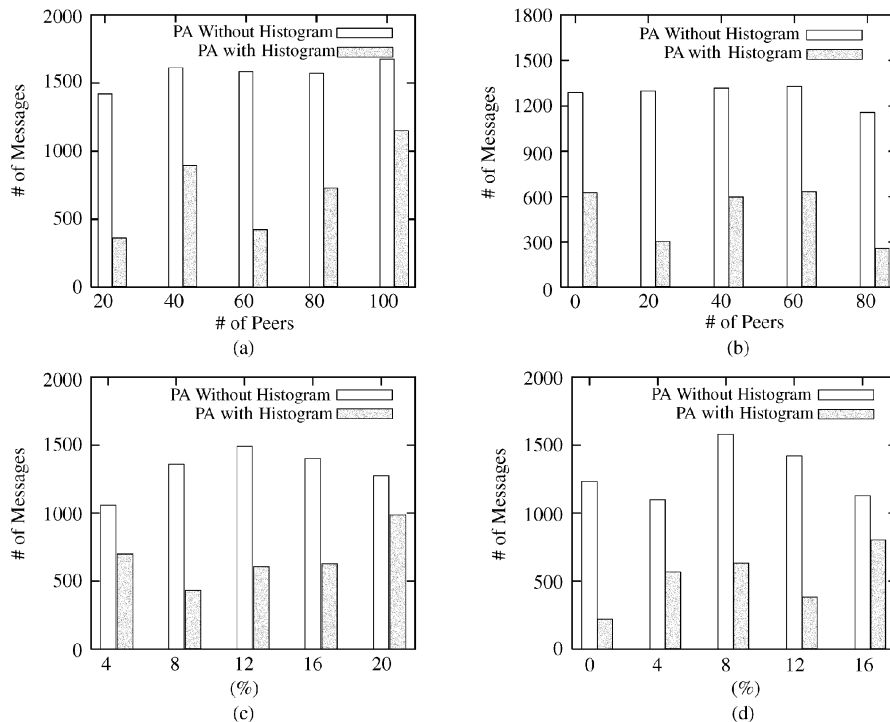 PA Without Histogram
PA with Histogram
2000
1500
1000
500
0
# of Messages
20 40 60 80 100
# of Peers
(a)
PA Without Histogram
PA with Histogram
1800
1500
1200
900
600
300
0
# of Messages
0 20 40 60 80
# of Peers
(b)
PA Without Histogram
PA with Histogram
2000
1500
1000
500
0
# of Messages
4 8 12 16 20
(%)
(c)
PA Without Histogram
PA with Histogram
2000
1500
1000
500
0
# of Messages
0 4 8 12 16
(%)
(d)